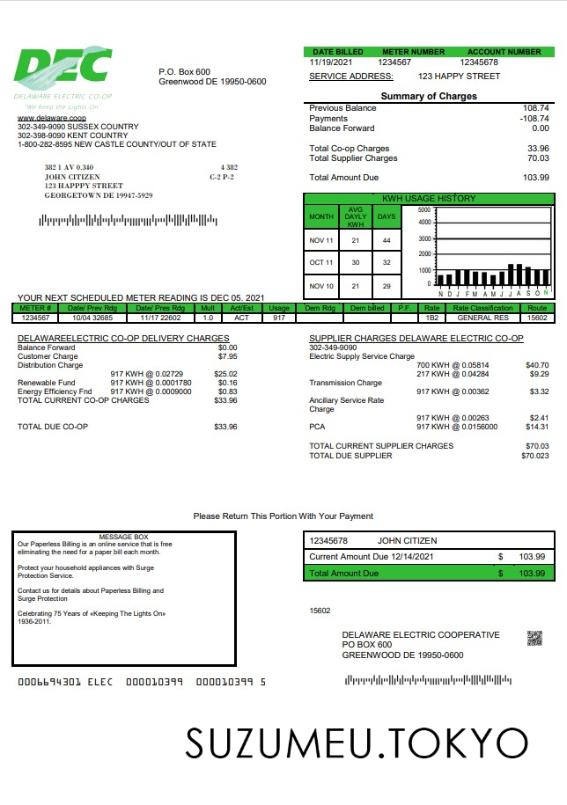 DEC
DELAWARE ELECTRIC CO-OP
"We keep the Lights On"
P.O. Box 600
Greenwood DE 19950-0600
www.delaware.coop
302-349-9090 SUSSEX COUNTRY
302-398-9090 KENT COUNTRY
1-800-282-8595 NEW CASTLE COUNTY/OUT OF STATE
382 1 AV 0.340 4 382
JOHN CITIZEN C-2 P-2
123 HAPPPY STREET
GEORGETOWN DE 19947-5929
DATE BILLED METER NUMBER ACCOUNT NUMBER
11/19/2021 1234567 12345678
SERVICE ADDRESS: 123 HAPPY STREET
Summary of Charges
Previous Balance 108.74
Payments -108.74
Balance Forward 0.00
Total Co-op Charges 33.96
Total Supplier Charges 70.03
Total Amount Due 103.99
KWH USAGE HISTORY
MONTH AVG DAYLY KWH DAYS
NOV 11 21 44
OCT 11 30 32
NOV 10 21 29
5000
4000
3000
2000
1000
0
N D J F M A M J J A S O N
YOUR NEXT SCHEDULED METER READING IS DEC 05, 2021
METER # Date/ Prev Rdg Date/ Pres Rdg Mult Act/Est Usage Dem Rdg Dem billed P.F. Rate Rate Classification Route
1234567 10/04 32685 11/17 22602 1.0 ACT 917 1B2 GENERAL RES 15602
DELAWAREELECTRIC CO-OP DELIVERY CHARGES
Balance Forward $0.00
Customer Charge $7.95
Distribution Charge
917 KWH @ 0.02729 $25.02
Renewable Fund 917 KWH @ 0.0001780 $0.16
Energy Efficiency Fnd 917 KWH @ 0.0009000 $0.83
TOTAL CURRENT CO-OP CHARGES $33.96
TOTAL DUE CO-OP $33.96
SUPPLIER CHARGES DELAWARE ELECTRIC CO-OP
302-349-9090
Electric Supply Service Charge
700 KWH @ 0.05814 $40.70
217 KWH @ 0.04284 $9.29
Transmission Charge
917 KWH @ 0.00362 $3.32
Ancillary Service Rate
Charge
917 KWH @ 0.00263 $2.41
PCA 917 KWH @ 0.0156000 $14.31
TOTAL CURRENT SUPPLIER CHARGES $70.03
TOTAL DUE SUPPLIER $70.023
Please Return This Portion With Your Payment
MESSAGE BOX
Our Paperless Billing is an online service that is free
eliminating the need for a paper bill each month.
Protect your household appliances with Surge
Protection Service.
Contact us for details about Paperless Billing and
Surge Protection
Celebrating 75 Years of «Keeping The Lights On»
1936-2011.
12345678 JOHN CITIZEN
Current Amount Due 12/14/2021 $ 103.99
Total Amount Due $ 103.99
15602
DELAWARE ELECTRIC COOPERATIVE
PO BOX 600
GREENWOOD DE 19950-0600
0006694301 ELEC 000010399 000010399 5
SUZUMEU.TOKYO